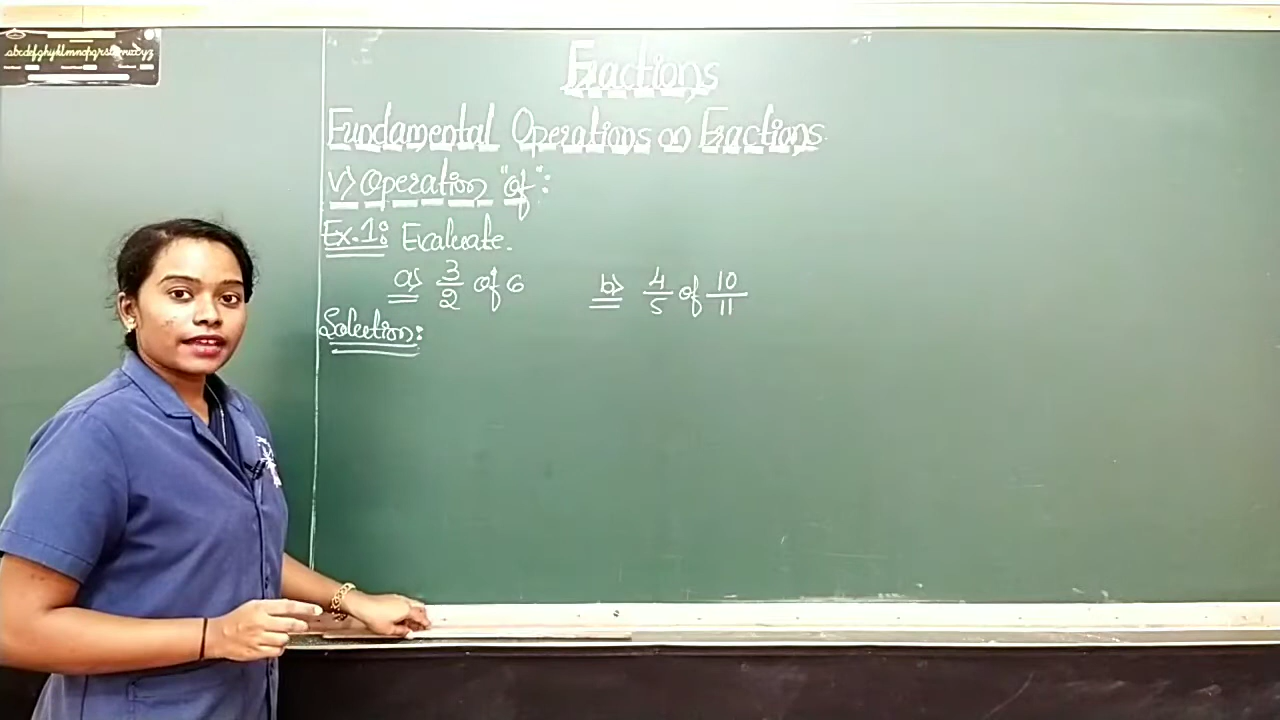 abcdefghijklmnopqrstuvwxyz
Fractions
Fundamental Operations on Fractions.
v) Operation "of":
Ex.1: Evaluate.
a) 3/2 of 6 b) 4/5 of 10/11
Solution: